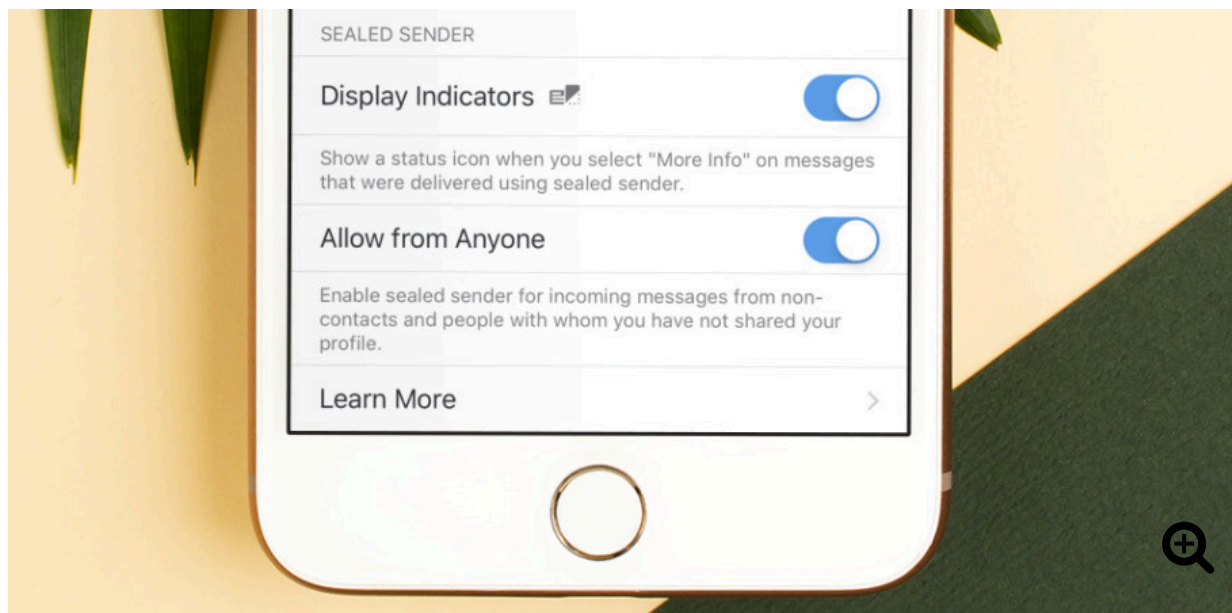 SEALED SENDER
Display Indicators
Show a status icon when you select "More Info" on messages
that were delivered using sealed sender.
Allow from Anyone
Enable sealed sender for incoming messages from non-
contacts and people with whom you have not shared your
profile.
Learn More